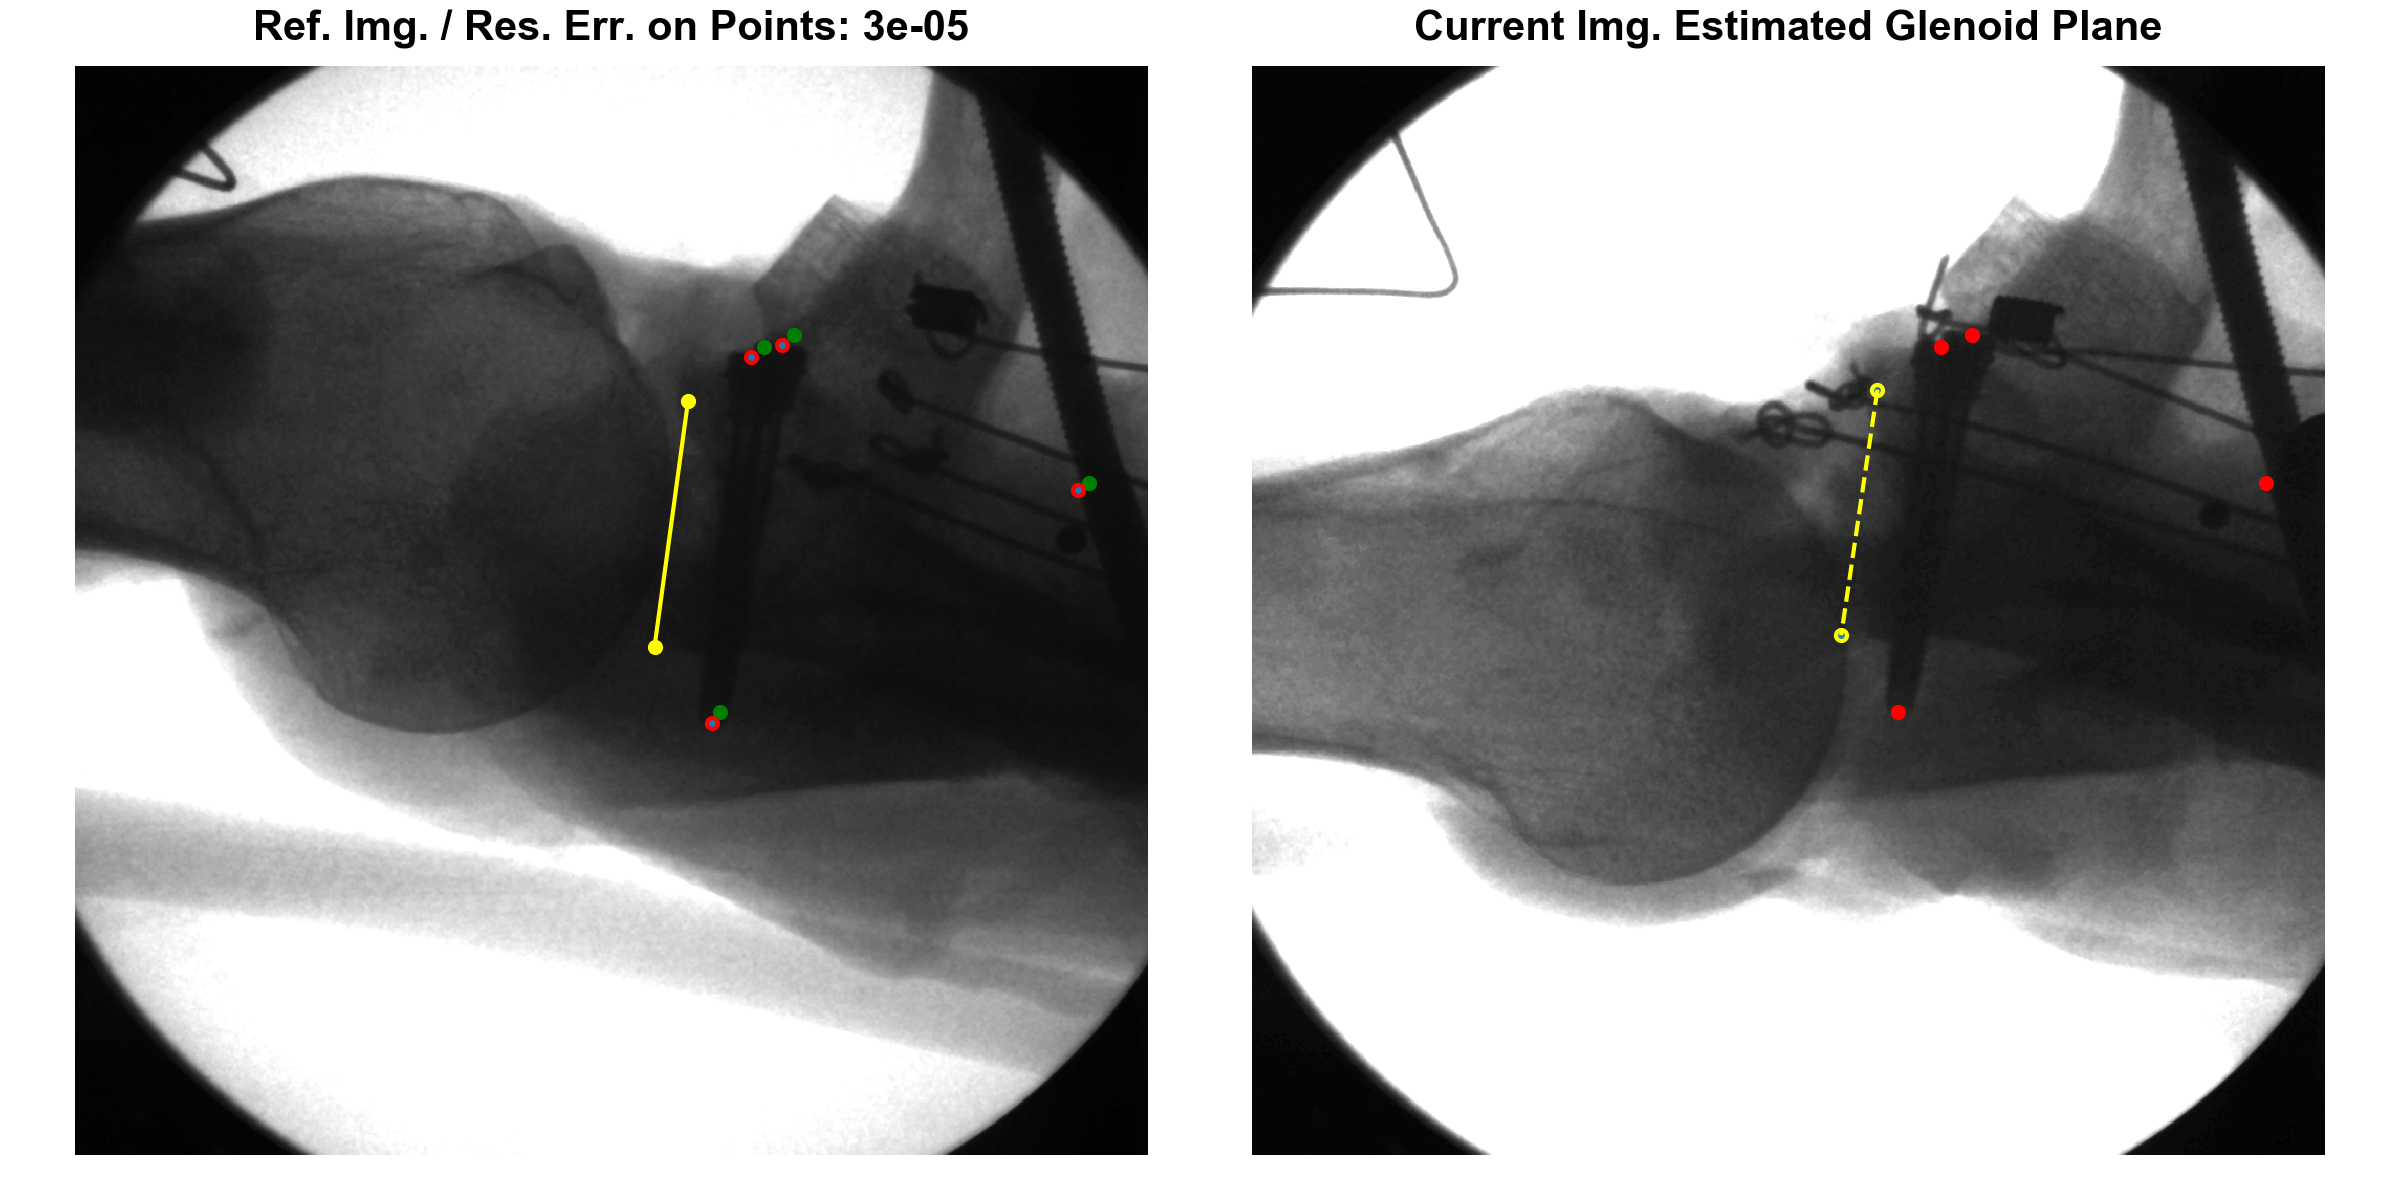 Ref. Img. / Res. Err. on Points: 3e-05
Current Img. Estimated Glenoid Plane